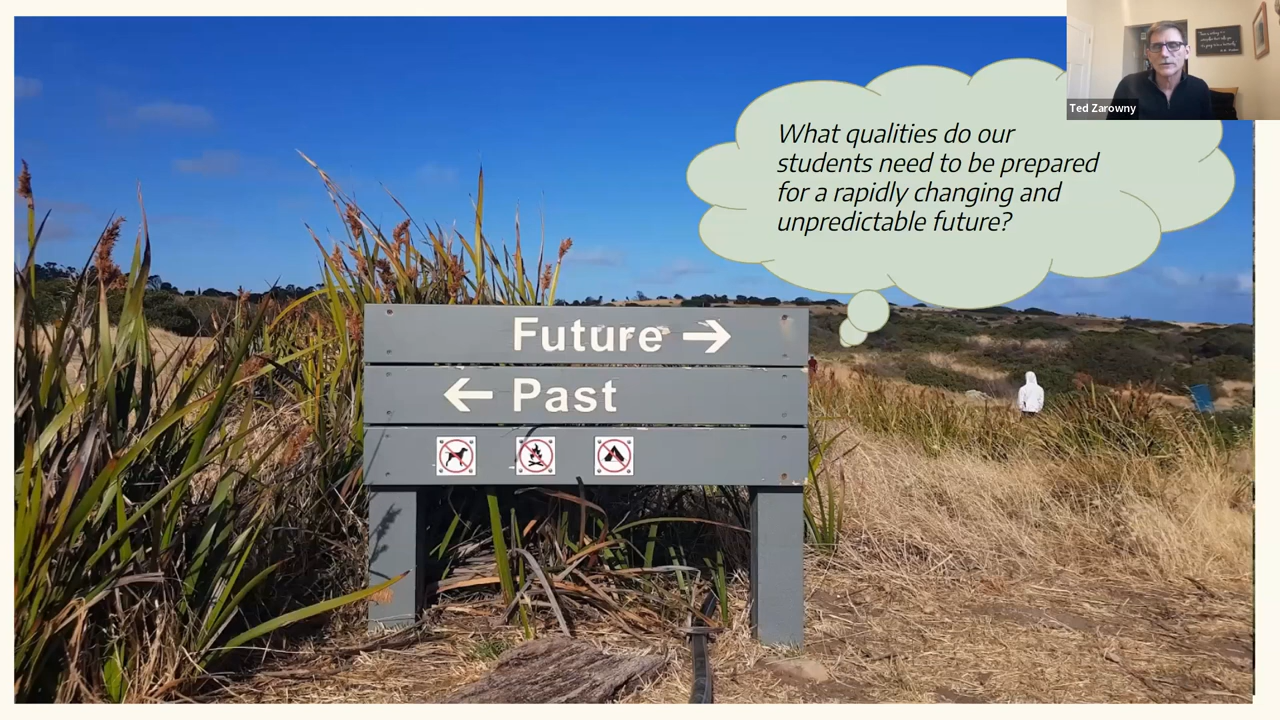 What qualities do our
students need to be prepared
for a rapidly changing and
unpredictable future?
Ted Zarowny
Future →
← Past